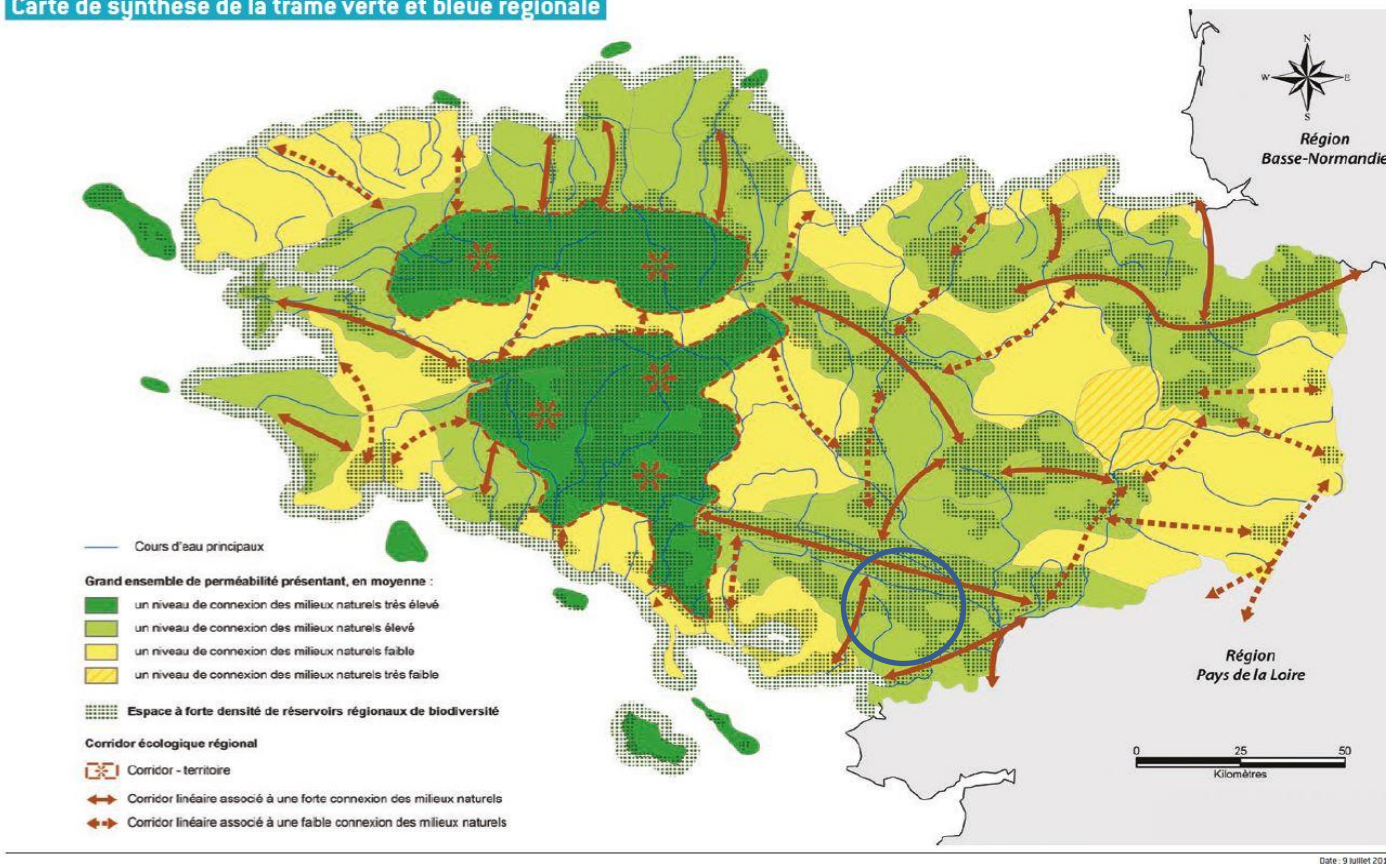 Carte de synthèse de la trame verte et bleue régionale
N
W
E
S
Région
Basse-Normandie
Cours d'eau principaux
Grand ensemble de perméabilité présentant, en moyenne :
un niveau de connexion des milieux naturels très élevé
un niveau de connexion des milieux naturels élevé
un niveau de connexion des milieux naturels faible
un niveau de connexion des milieux naturels très faible
Espace à forte densité de réservoirs régionaux de biodiversité
Corridor écologique régional
Corridor - territoire
Corridor linéaire associé à une forte connexion des milieux naturels
Corridor linéaire associé à une faible connexion des milieux naturels
Région
Pays de la Loire
0 25 50
Kilomètres
Date : 9 juillet